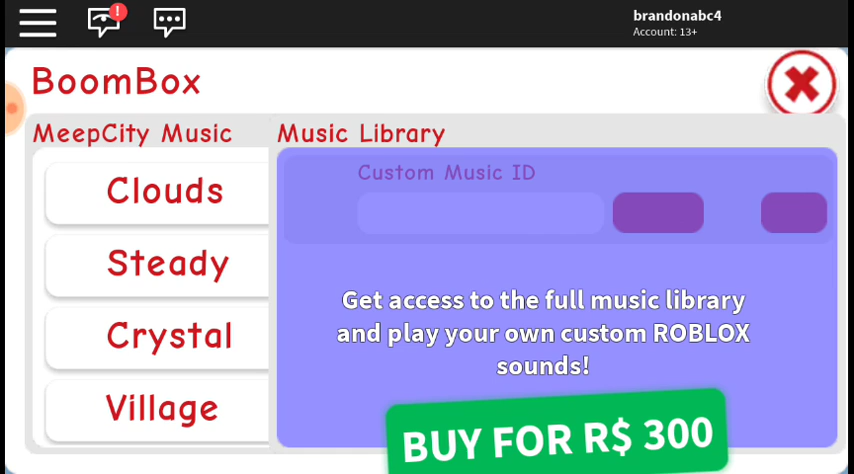 !
brandonabc4
Account: 13+
BoomBox
MeepCity Music
Music Library
Clouds
Steady
Crystal
Village
Custom Music ID
Get access to the full music library
and play your own custom ROBLOX
sounds!
BUY FOR R$ 300